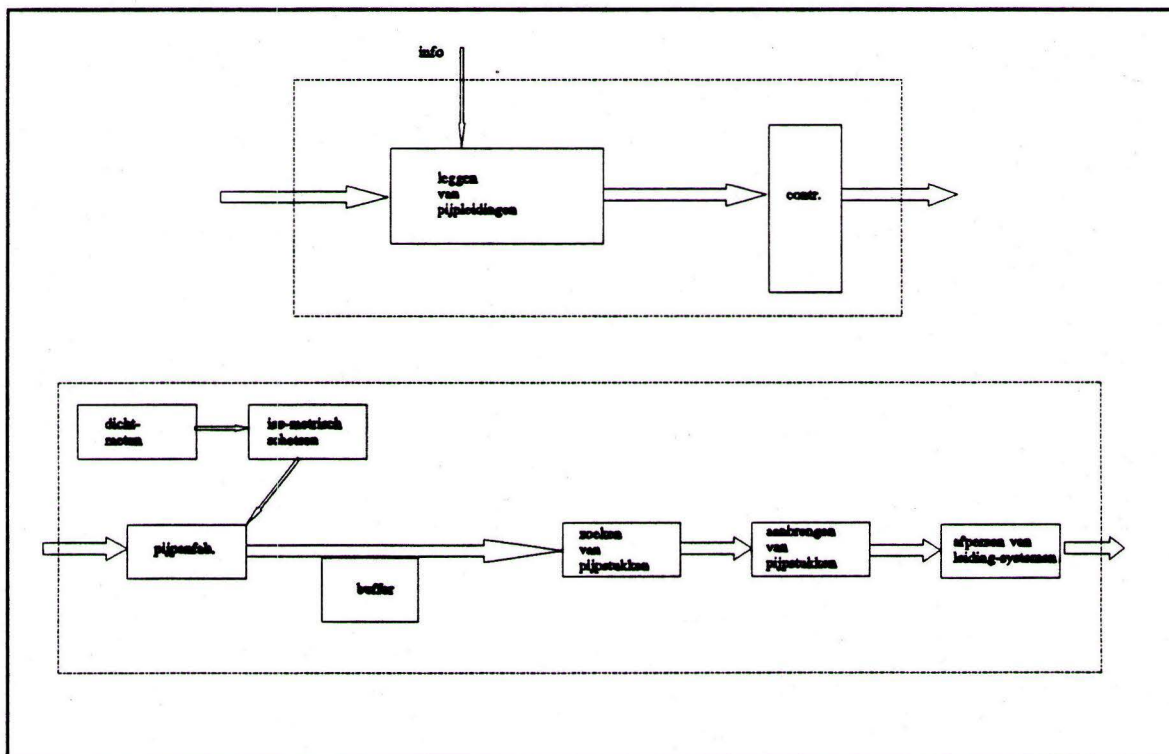 info
leggen
van
pijpleidingen
contr.
dicht-
meten
iso-metrisch
schetsen
pijpenfab.
buffer
zoeken
van
pijpstukken
aanbrengen
van
pijpstukken
afpersen van
leiding-systemen